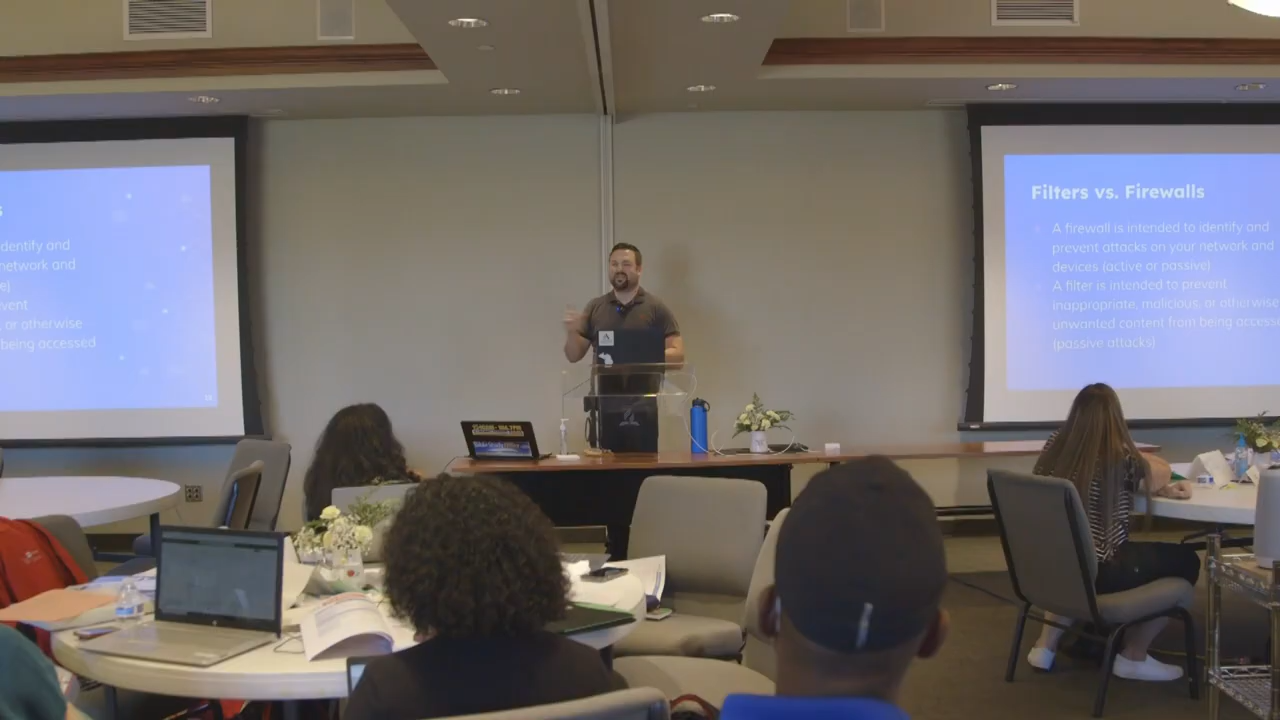 s
dentify and
network and
e)
vent
, or otherwise
being accessed
Filters vs. Firewalls
A firewall is intended to identify and
prevent attacks on your network and
devices (active or passive)
A filter is intended to prevent
inappropriate, malicious, or otherwise
unwanted content from being access
(passive attacks)